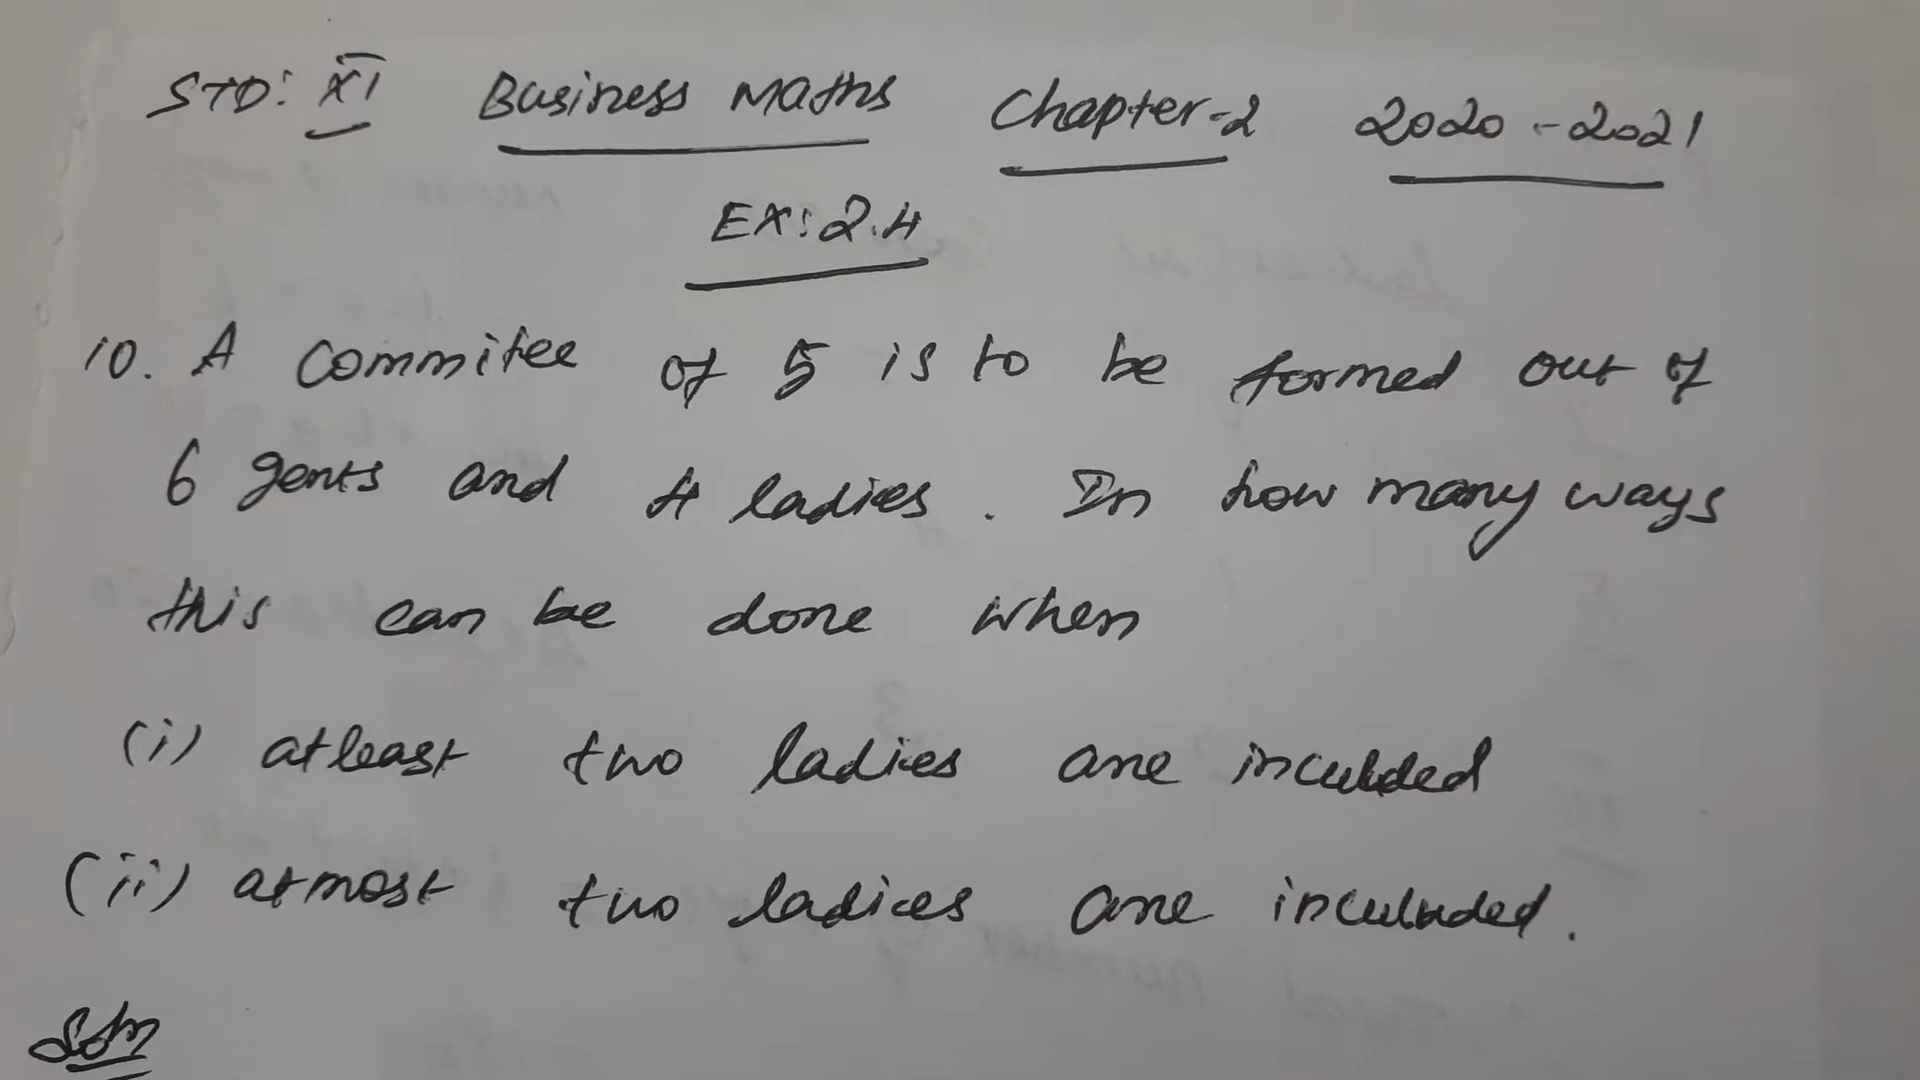 STD: XI Business Maths Chapter-2 2020-2021
EX: 2.4
10. A Commitee of 5 is to be formed out of
6 gents and 4 ladies. In how many ways
this can be done when
(i) atleast two ladies are inculded
(ii) atmost two ladies are inculuded.
Soln